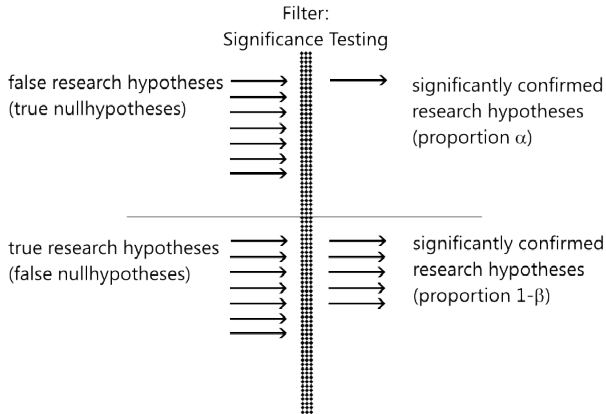 Filter:
Significance Testing
false research hypotheses
(true nullhypotheses)
significantly confirmed
research hypotheses
(proportion α)
true research hypotheses
(false nullhypotheses)
significantly confirmed
research hypotheses
(proportion 1-β)